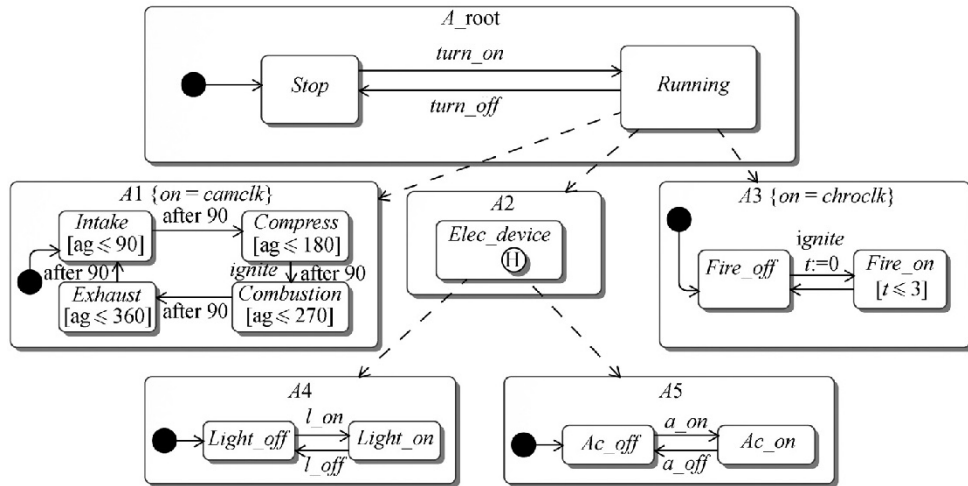 A_root
turn_on
Stop
Running
turn_off
A1 {on = camclk}
Intake
[ag ⩽ 90]
after 90
Compress
[ag ⩽ 180]
after 90
ignite
after 90
Exhaust
[ag ⩽ 360]
after 90
Combustion
[ag ⩽ 270]
A2
Elec_device
H
A3 {on = chroclk}
ignite
t:=0
Fire_off
Fire_on
[t ⩽ 3]
A4
l_on
Light_off
Light_on
l_off
A5
a_on
Ac_off
Ac_on
a_off